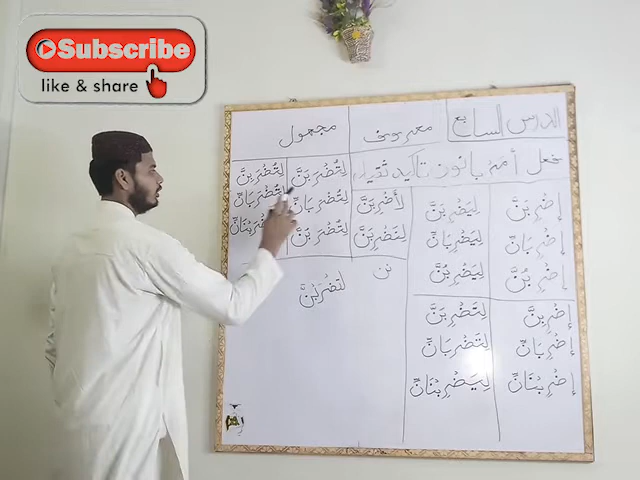 Subscribe
like & share
الدرس السابع معروف مجهول
فعل أمر بانون تاكيد ثقيلہ
إِضْرِبَنَّ لِيَضْرِبَنَّ لِأَضْرِبَنَّ لِتُضْرَبَنَّ لِتُضْرَبِنَّ
إِضْرِبَانِّ لِيَضْرِبَانِّ لِنَضْرِبَنَّ لِتُضْرَبَانِّ لِتُضْرَبَانِّ
إِضْرِبُنَّ لِيَضْرِبُنَّ لِتُضْرَبُنَّ
إِضْرِبِنَّ لِتَضْرِبَنَّ
إِضْرِبَانِّ لِتَضْرِبَانِّ
إِضْرِبْنَانِّ لِيَضْرِبْنَانِّ